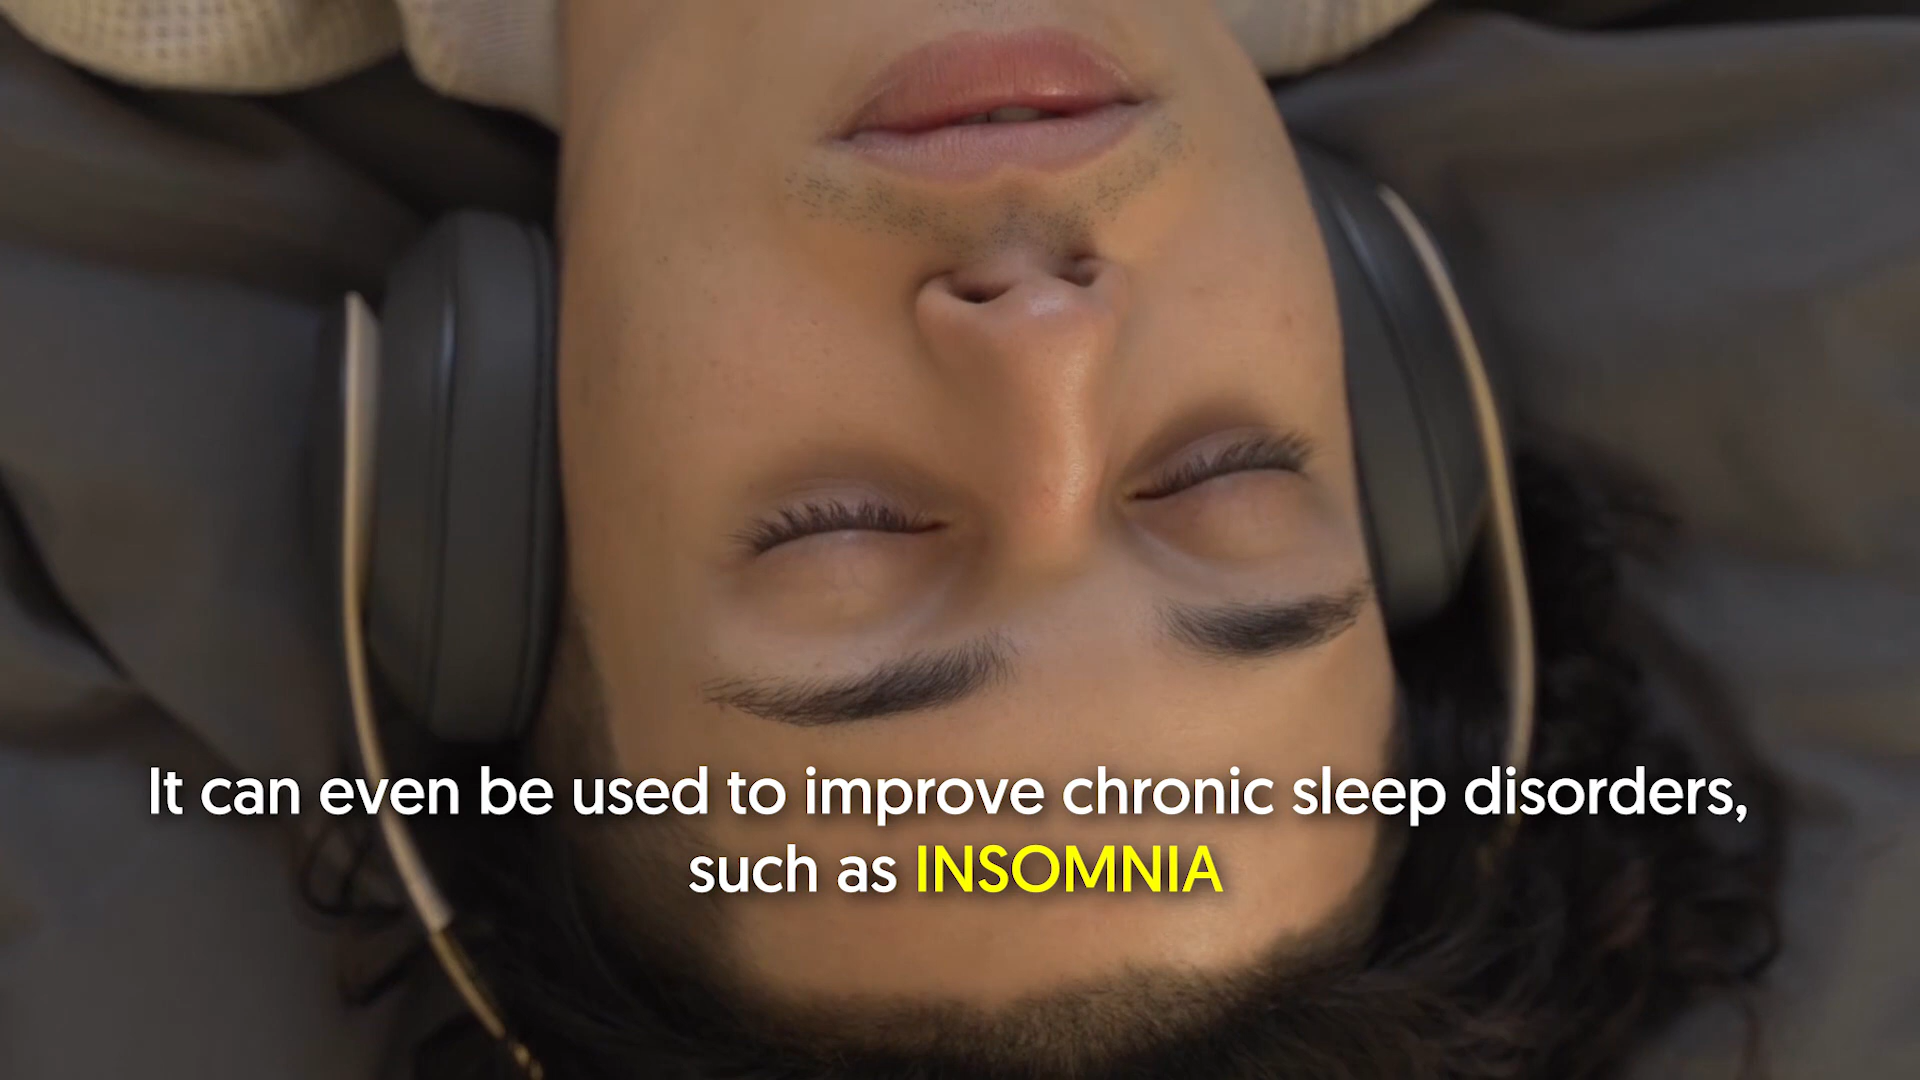 It can even be used to improve chronic sleep disorders,
such as INSOMNIA